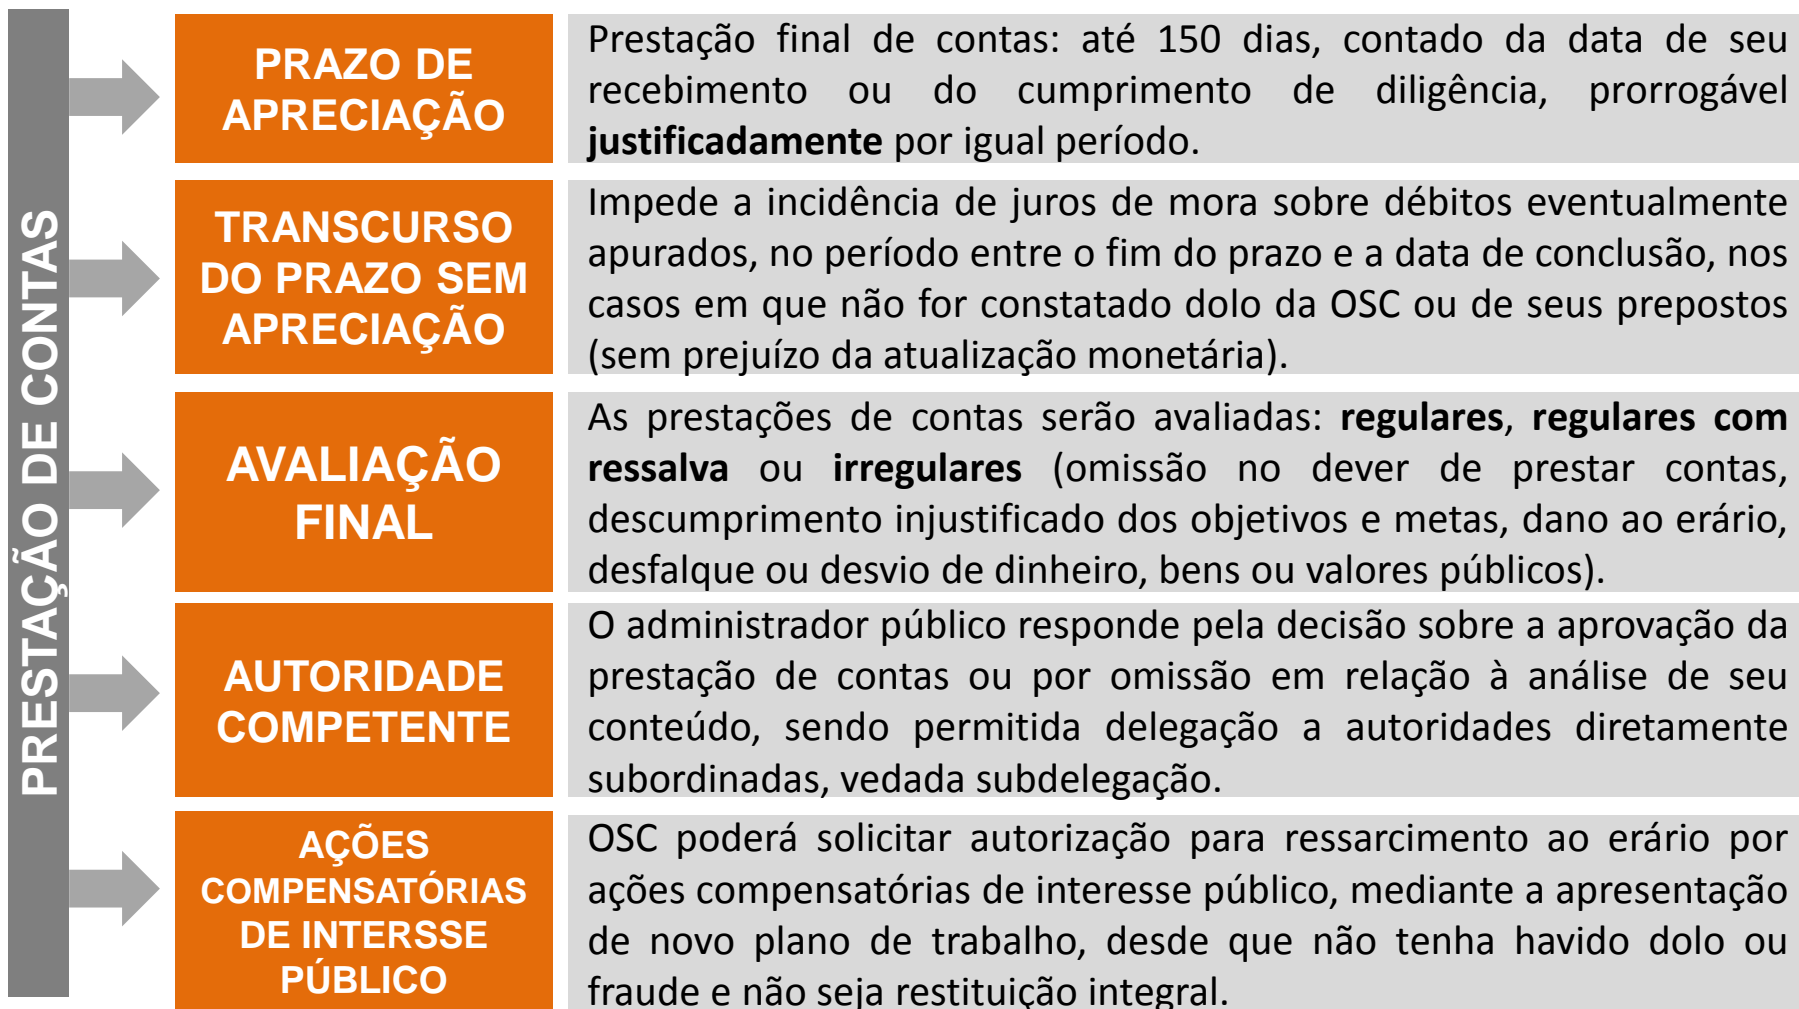 PRESTAÇÃO DE CONTAS
PRAZO DE
APRECIAÇÃO
Prestação final de contas: até 150 dias, contado da data de seu
recebimento ou do cumprimento de diligência, prorrogável
justificadamente por igual período.
TRANSCURSO
DO PRAZO SEM
APRECIAÇÃO
Impede a incidência de juros de mora sobre débitos eventualmente
apurados, no período entre o fim do prazo e a data de conclusão, nos
casos em que não for constatado dolo da OSC ou de seus prepostos
(sem prejuízo da atualização monetária).
AVALIAÇÃO
FINAL
As prestações de contas serão avaliadas: regulares, regulares com
ressalva ou irregulares (omissão no dever de prestar contas,
descumprimento injustificado dos objetivos e metas, dano ao erário,
desfalque ou desvio de dinheiro, bens ou valores públicos).
AUTORIDADE
COMPETENTE
O administrador público responde pela decisão sobre a aprovação da
prestação de contas ou por omissão em relação à análise de seu
conteúdo, sendo permitida delegação a autoridades diretamente
subordinadas, vedada subdelegação.
AÇÕES
COMPENSATÓRIAS
DE INTERSSE
PÚBLICO
OSC poderá solicitar autorização para ressarcimento ao erário por
ações compensatórias de interesse público, mediante a apresentação
de novo plano de trabalho, desde que não tenha havido dolo ou
fraude e não seja restituição integral.